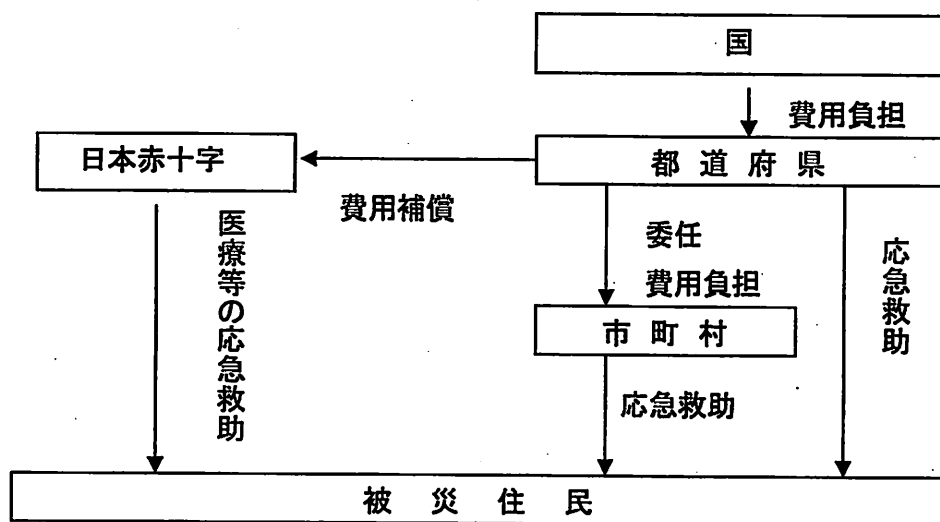 国
費用負担
日本赤十字
都道府県
費用補償
医療等の応急救助
委任
費用負担
応急救助
市町村
応急救助
被災住民